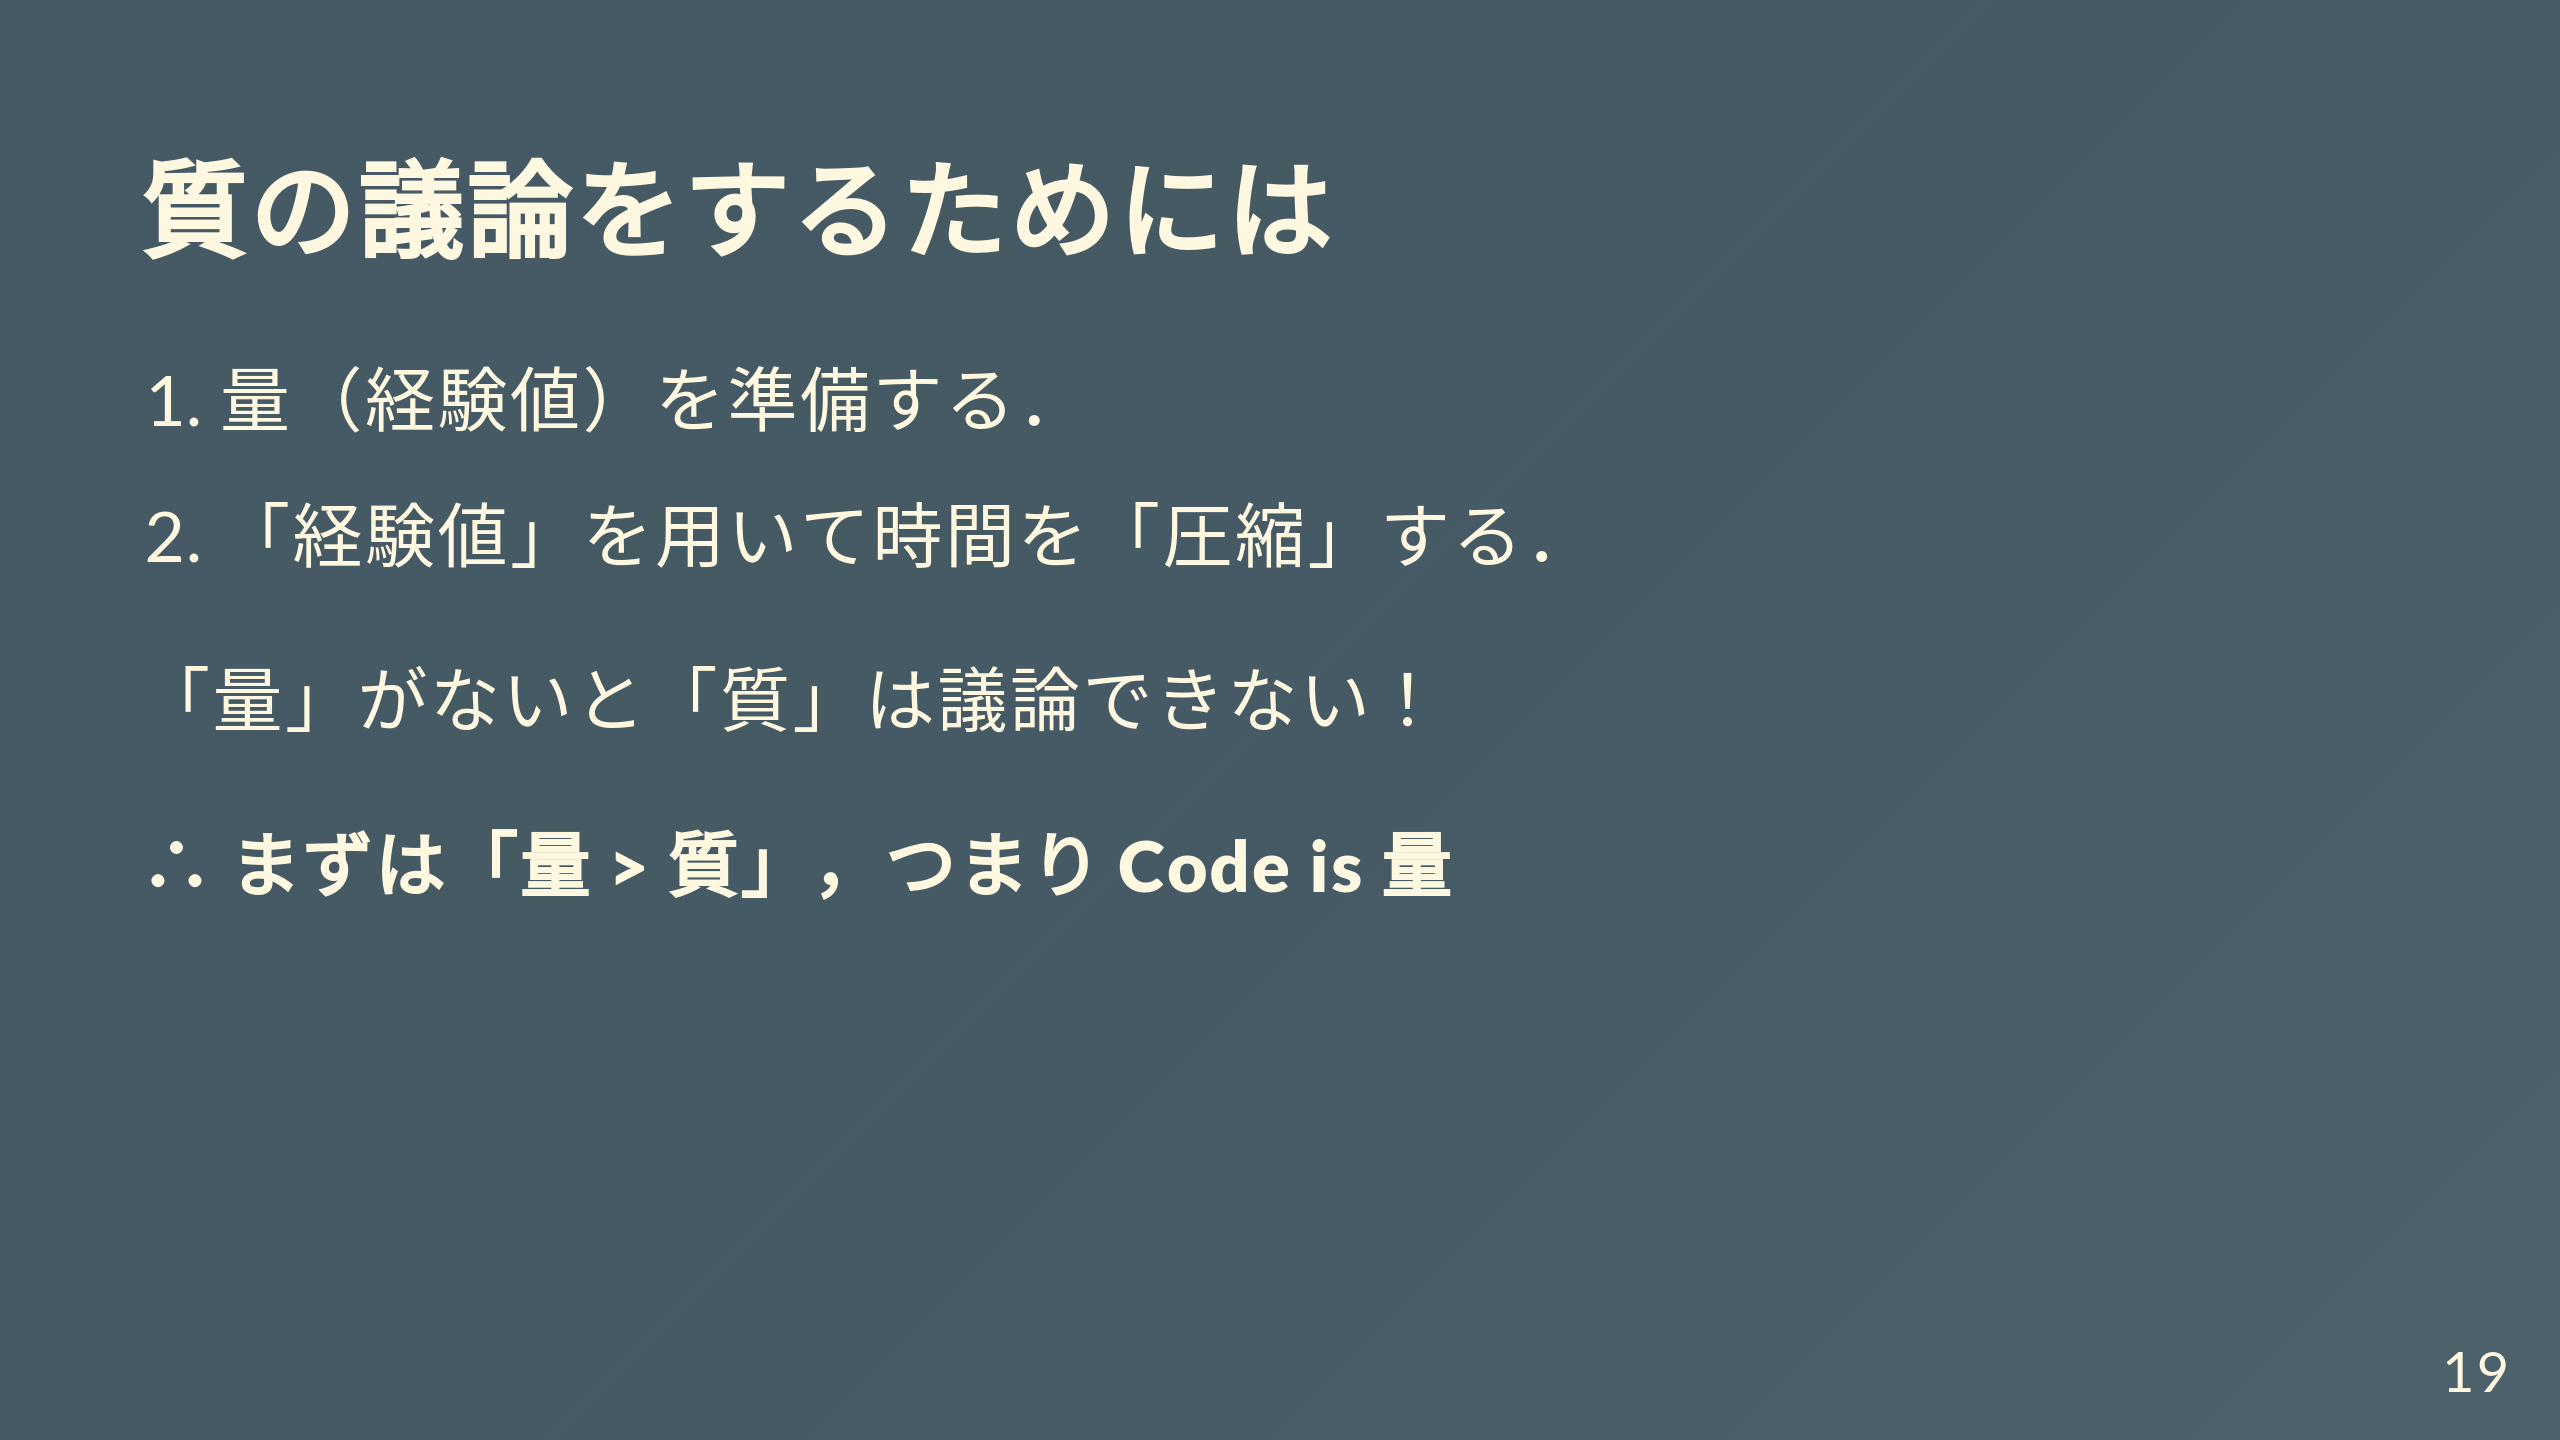 質の議論をするためには
1. 量（経験値）を準備する．
2. 「経験値」を用いて時間を「圧縮」する．
「量」がないと「質」は議論できない！
∴ まずは「量 > 質」，つまり Code is 量
19